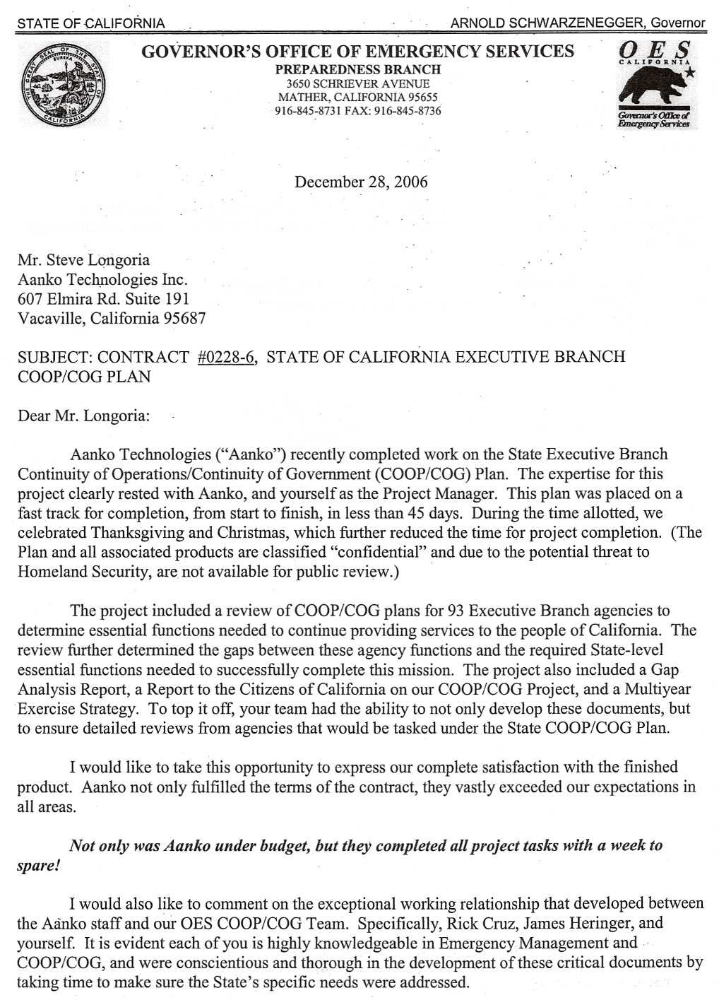 STATE OF CALIFORNIA ARNOLD SCHWARZENEGGER, Governor
GOVERNOR'S OFFICE OF EMERGENCY SERVICES
PREPAREDNESS BRANCH
3650 SCHRIEVER AVENUE
MATHER, CALIFORNIA 95655
916-845-8731 FAX: 916-845-8736
THE GREAT SEAL OF THE STATE OF CALIFORNIA
EUREKA
OES
CALIFORNIA
Governor's Office of
Emergency Services
December 28, 2006
Mr. Steve Longoria
Aanko Technologies Inc.
607 Elmira Rd. Suite 191
Vacaville, California 95687
SUBJECT: CONTRACT #0228-6, STATE OF CALIFORNIA EXECUTIVE BRANCH
COOP/COG PLAN
Dear Mr. Longoria:
Aanko Technologies (“Aanko”) recently completed work on the State Executive Branch
Continuity of Operations/Continuity of Government (COOP/COG) Plan. The expertise for this
project clearly rested with Aanko, and yourself as the Project Manager. This plan was placed on a
fast track for completion, from start to finish, in less than 45 days. During the time allotted, we
celebrated Thanksgiving and Christmas, which further reduced the time for project completion. (The
Plan and all associated products are classified “confidential” and due to the potential threat to
Homeland Security, are not available for public review.)
The project included a review of COOP/COG plans for 93 Executive Branch agencies to
determine essential functions needed to continue providing services to the people of California. The
review further determined the gaps between these agency functions and the required State-level
essential functions needed to successfully complete this mission. The project also included a Gap
Analysis Report, a Report to the Citizens of California on our COOP/COG Project, and a Multiyear
Exercise Strategy. To top it off, your team had the ability to not only develop these documents, but
to ensure detailed reviews from agencies that would be tasked under the State COOP/COG Plan.
I would like to take this opportunity to express our complete satisfaction with the finished
product. Aanko not only fulfilled the terms of the contract, they vastly exceeded our expectations in
all areas.
Not only was Aanko under budget, but they completed all project tasks with a week to
spare!
I would also like to comment on the exceptional working relationship that developed between
the Aanko staff and our OES COOP/COG Team. Specifically, Rick Cruz, James Heringer, and
yourself. It is evident each of you is highly knowledgeable in Emergency Management and
COOP/COG, and were conscientious and thorough in the development of these critical documents by
taking time to make sure the State's specific needs were addressed.